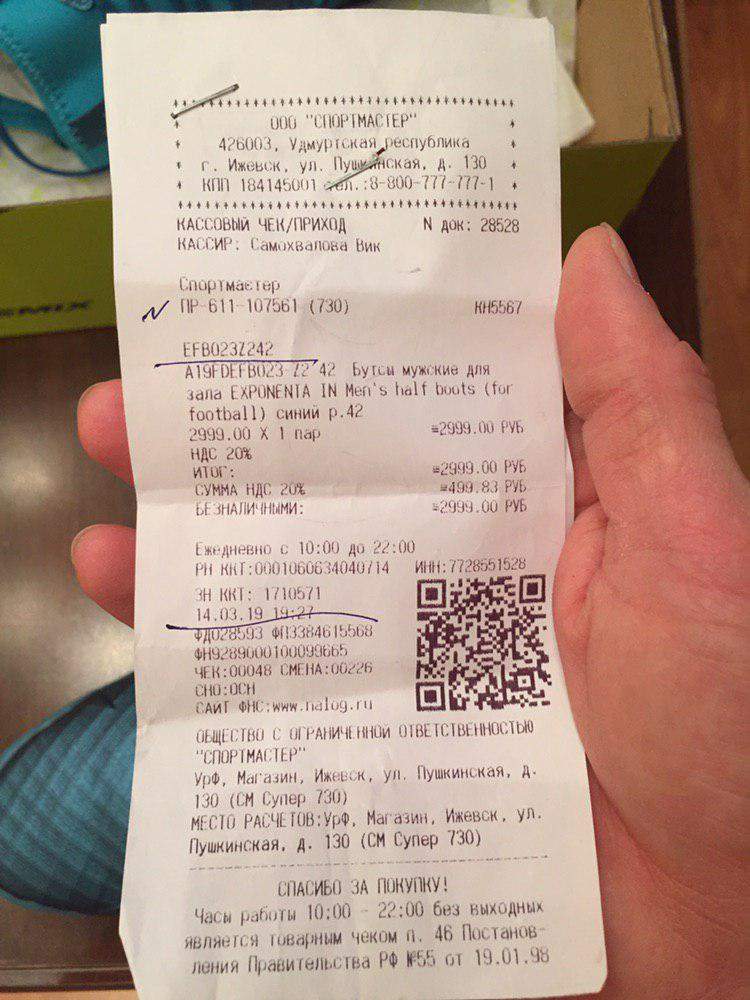 ООО "СПОРТМАСТЕР"
426003, Удмуртская республика
г. Ижевск, ул. Пушкинская, д. 130
КПП 184145001 тел.:8-800-777-777-1
КАССОВЫЙ ЧЕК/ПРИХОД N док: 28528
КАССИР: Самохвалова Вик
Спортмастер
ПР-611-107561 (730) КН5567
EFB023Z242
A19FDEFB023-Z2 42 Бутсы мужские для
зала EXPONENTA IN Men's half boots (for
football) синий р.42
2999.00 X 1 пар =2999.00 РУБ
НДС 20%
ИТОГ: =2999.00 РУБ
СУММА НДС 20% =499.83 РУБ
БЕЗНАЛИЧНЫМИ: =2999.00 РУБ
Ежедневно с 10:00 до 22:00
РН ККТ:0001060634040714 ИНН:7728551528
ЗН ККТ: 1710571
14.03.19 19:27
ФД028593 ФП3384615568
ФН9289000100099665
ЧЕК:00048 СМЕНА:00226
СНО:ОСН
САЙТ ФНС:www.nalog.ru
ОБЩЕСТВО С ОГРАНИЧЕННОЙ ОТВЕТСТВЕННОСТЬЮ
"СПОРТМАСТЕР"
УрФ, Магазин, Ижевск, ул. Пушкинская, д.
130 (СМ Супер 730)
МЕСТО РАСЧЕТОВ:УрФ, Магазин, Ижевск, ул.
Пушкинская, д. 130 (СМ Супер 730)
СПАСИБО ЗА ПОКУПКУ!
Часы работы 10:00 - 22:00 без выходных
является товарным чеком п. 46 Постанов-
ления Правительства РФ №55 от 19.01.98